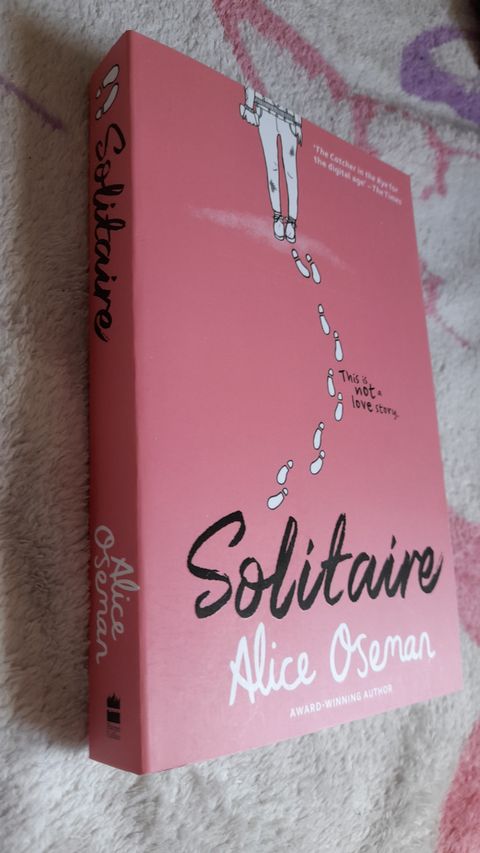 Solitaire
Alice
Oseman
'The Catcher in the Rye for
the digital age' – The Times
This is
not a
love story.
Solitaire
Alice Oseman
AWARD-WINNING AUTHOR